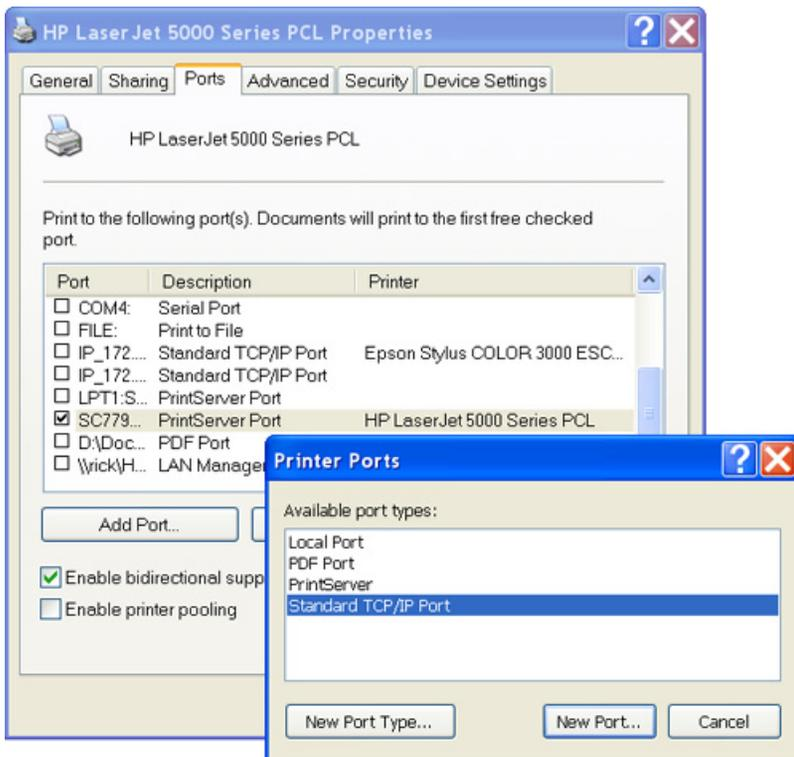 HP LaserJet 5000 Series PCL Properties
General Sharing Ports Advanced Security Device Settings
HP LaserJet 5000 Series PCL
Print to the following port(s). Documents will print to the first free checked
port.
Port Description Printer
COM4: Serial Port
FILE: Print to File
IP_172.... Standard TCP/IP Port Epson Stylus COLOR 3000 ESC...
IP_172.... Standard TCP/IP Port
LPT1:S... PrintServer Port
SC779... PrintServer Port HP LaserJet 5000 Series PCL
D:\Doc... PDF Port
\\rick\H... LAN Manager
Add Port...
Enable bidirectional supp
Enable printer pooling
Printer Ports
Available port types:
Local Port
PDF Port
PrintServer
Standard TCP/IP Port
New Port Type... New Port... Cancel